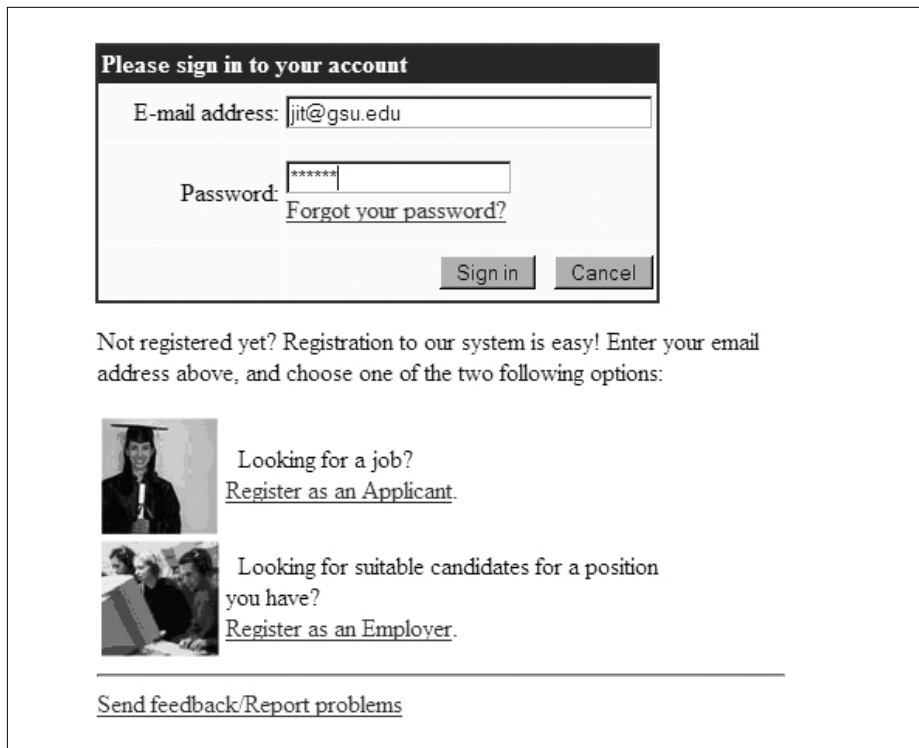 Please sign in to your account
E-mail address: jit@gsu.edu
Password: ******
Forgot your password?
Sign in Cancel
Not registered yet? Registration to our system is easy! Enter your email
address above, and choose one of the two following options:
Looking for a job?
Register as an Applicant.
Looking for suitable candidates for a position
you have?
Register as an Employer.
Send feedback/Report problems